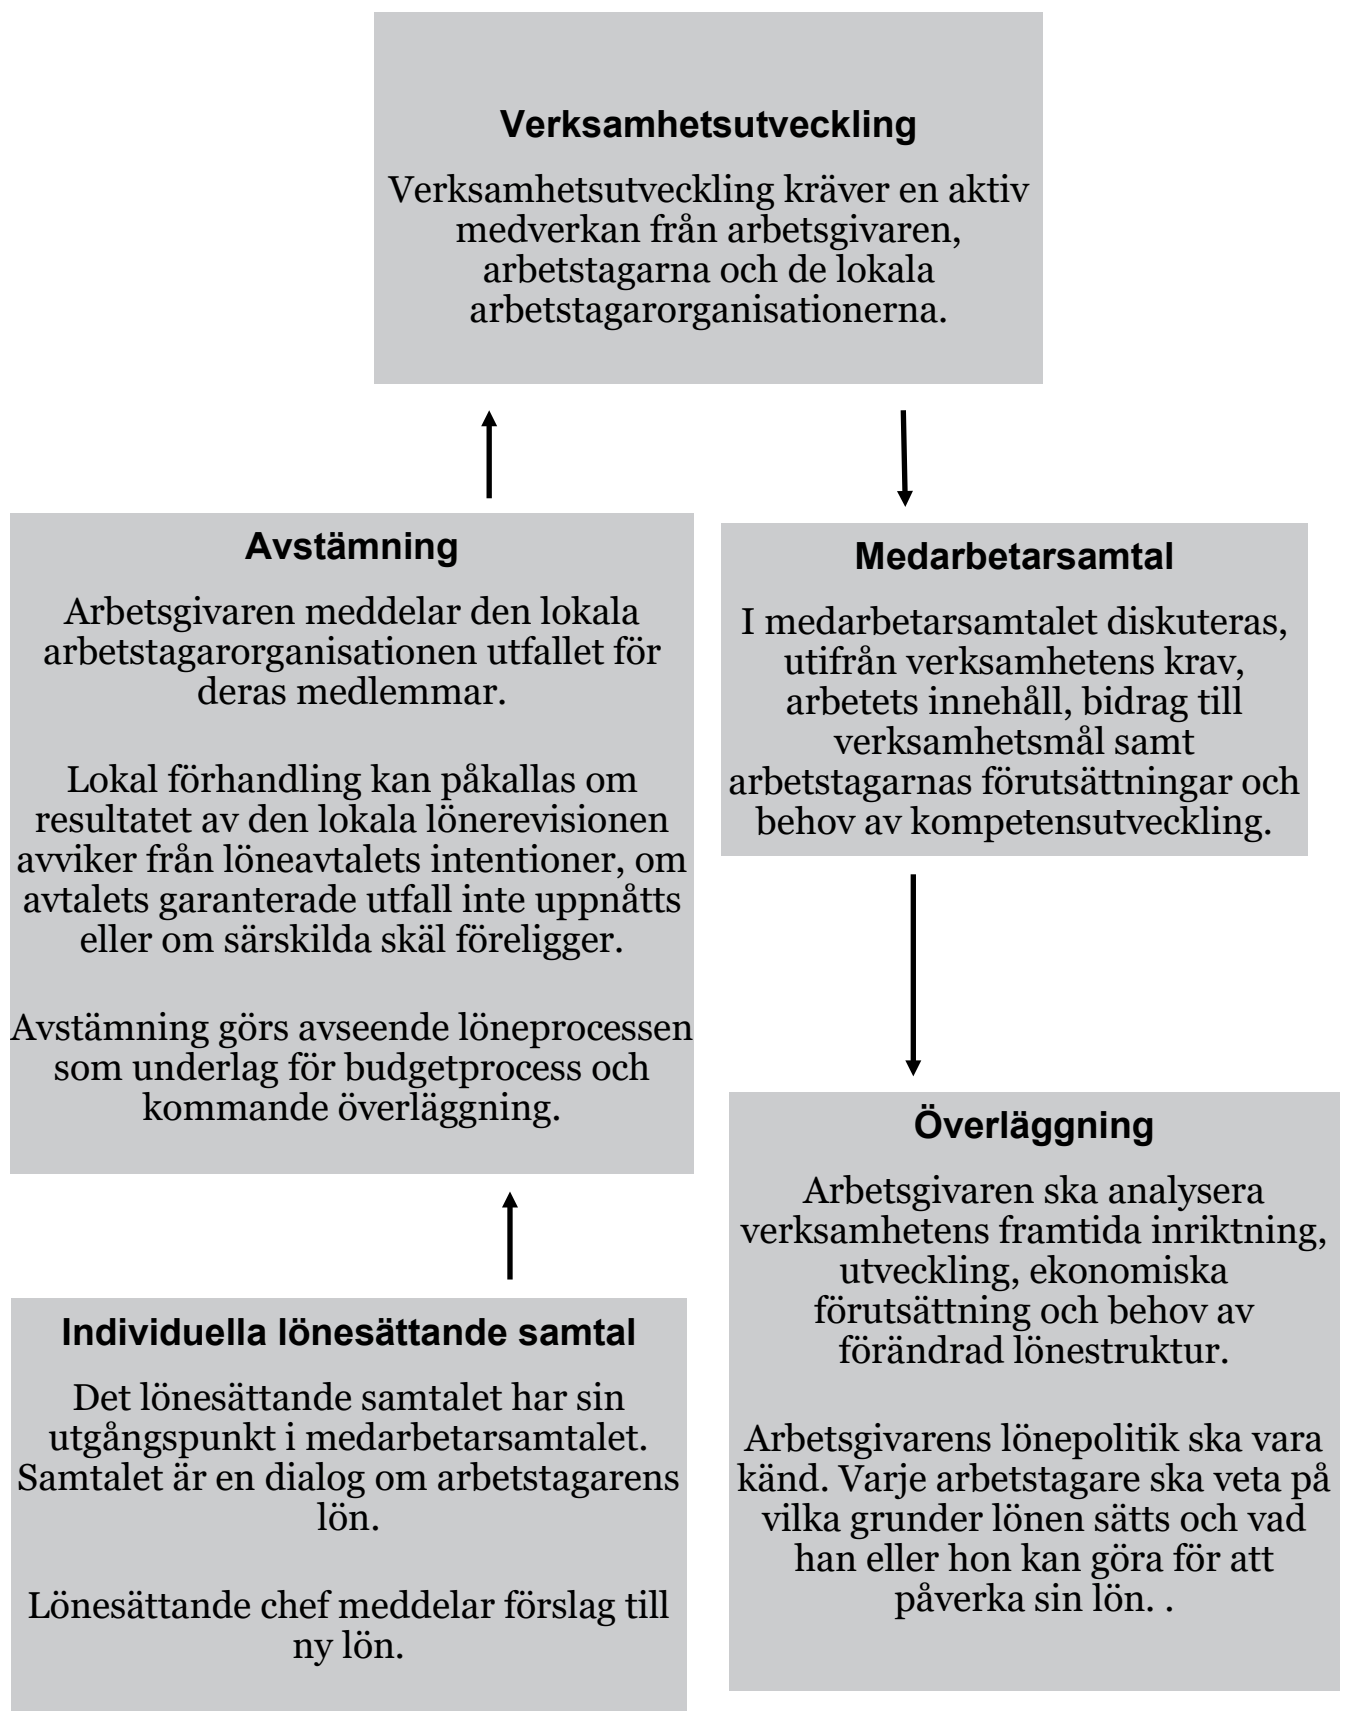 Verksamhetsutveckling
Verksamhetsutveckling kräver en aktiv
medverkan från arbetsgivaren,
arbetstagarna och de lokala
arbetstagarorganisationerna.
Avstämning
Arbetsgivaren meddelar den lokala
arbetstagarorganisationen utfallet för
deras medlemmar.
Lokal förhandling kan påkallas om
resultatet av den lokala lönerevisionen
avviker från löneavtalets intentioner, om
avtalets garanterade utfall inte uppnåtts
eller om särskilda skäl föreligger.
Avstämning görs avseende löneprocessen
som underlag för budgetprocess och
kommande överläggning.
Medarbetarsamtal
I medarbetarsamtalet diskuteras,
utifrån verksamhetens krav,
arbetets innehåll, bidrag till
verksamhetsmål samt
arbetstagarnas förutsättningar och
behov av kompetensutveckling.
Individuella lönesättande samtal
Det lönesättande samtalet har sin
utgångspunkt i medarbetarsamtalet.
Samtalet är en dialog om arbetstagarens
lön.
Lönesättande chef meddelar förslag till
ny lön.
Överläggning
Arbetsgivaren ska analysera
verksamhetens framtida inriktning,
utveckling, ekonomiska
förutsättning och behov av
förändrad lönestruktur.
Arbetsgivarens lönepolitik ska vara
känd. Varje arbetstagare ska veta på
vilka grunder lönen sätts och vad
han eller hon kan göra för att
påverka sin lön. .